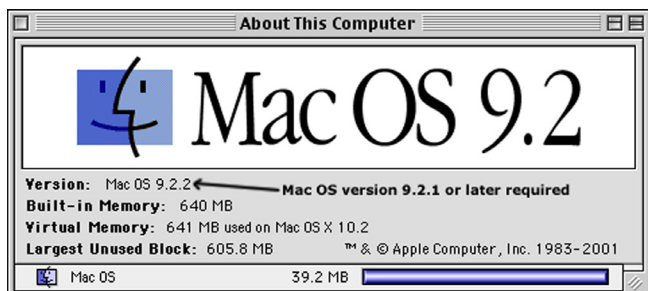 About This Computer
Mac OS 9.2
Version: Mac OS 9.2.2
Mac OS version 9.2.1 or later required
Built-in Memory: 640 MB
Virtual Memory: 641 MB used on Mac OS X 10.2
Largest Unused Block: 605.8 MB ™ & © Apple Computer, Inc. 1983-2001
Mac OS 39.2 MB